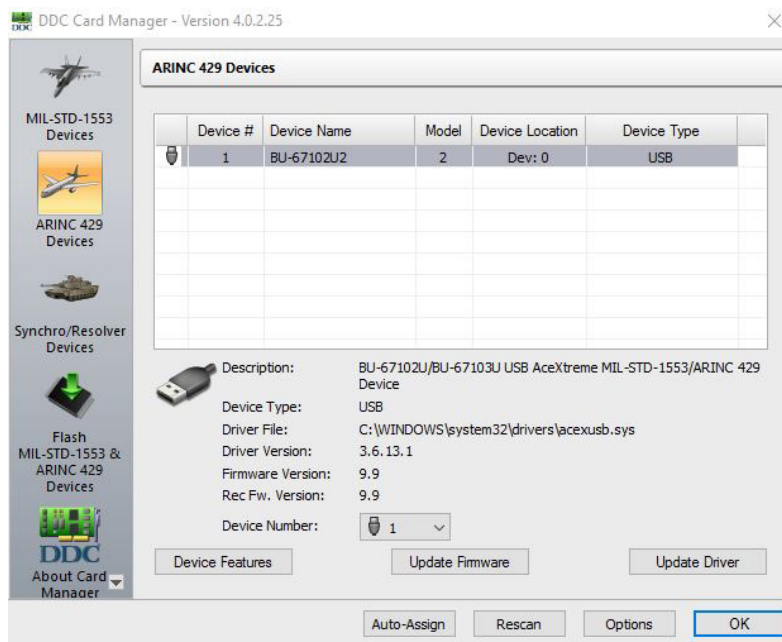 DDC Card Manager - Version 4.0.2.25
DDC
MIL-STD-1553
Devices
ARINC 429
Devices
Synchro/Resolver
Devices
Flash
MIL-STD-1553 &
ARINC 429
Devices
DDC
About Card
Manager
ARINC 429 Devices
Device # Device Name Model Device Location Device Type
1 BU-67102U2 2 Dev: 0 USB
Description: BU-67102U/BU-67103U USB AceXtreme MIL-STD-1553/ARINC 429
Device
Device Type: USB
Driver File: C:\WINDOWS\system32\drivers\acexusb.sys
Driver Version: 3.6.13.1
Firmware Version: 9.9
Rec Fw. Version: 9.9
Device Number: 1
Device Features Update Firmware Update Driver
Auto-Assign Rescan Options OK